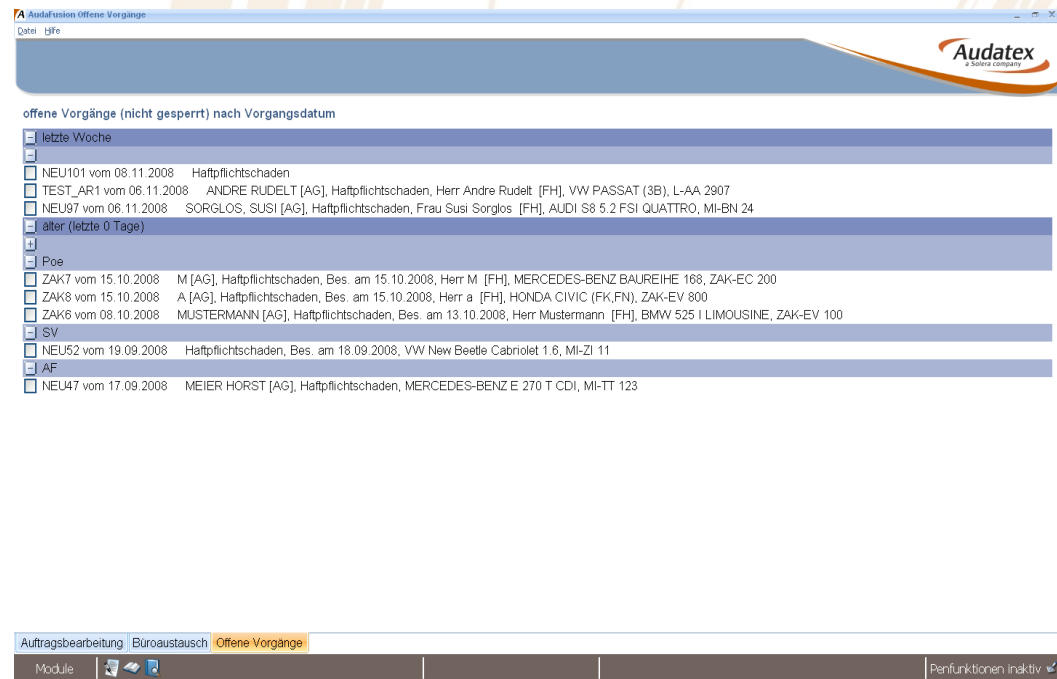 AudaFusion Offene Vorgänge
Datei Hilfe
Audatex
a Solera company
offene Vorgänge (nicht gesperrt) nach Vorgangsdatum
letzte Woche
NEU101 vom 08.11.2008 Haftpflichtschaden
TEST_AR1 vom 06.11.2008 ANDRE RUDELT [AG], Haftpflichtschaden, Herr Andre Rudelt [FH], VW PASSAT (3B), L-AA 2907
NEU97 vom 06.11.2008 SORGLOS, SUSI [AG], Haftpflichtschaden, Frau Susi Sorglos [FH], AUDI S8 5.2 FSI QUATTRO, MI-BN 24
älter (letzte 0 Tage)
Poe
ZAK7 vom 15.10.2008 M [AG], Haftpflichtschaden, Bes. am 15.10.2008, Herr M [FH], MERCEDES-BENZ BAUREIHE 168, ZAK-EC 200
ZAK8 vom 15.10.2008 A [AG], Haftpflichtschaden, Bes. am 15.10.2008, Herr a [FH], HONDA CIVIC (FK,FN), ZAK-EV 800
ZAK6 vom 08.10.2008 MUSTERMANN [AG], Haftpflichtschaden, Bes. am 13.10.2008, Herr Mustermann [FH], BMW 525 I LIMOUSINE, ZAK-EV 100
SV
NEU52 vom 19.09.2008 Haftpflichtschaden, Bes. am 18.09.2008, VW New Beetle Cabriolet 1.6, MI-ZI 11
AF
NEU47 vom 17.09.2008 MEIER HORST [AG], Haftpflichtschaden, MERCEDES-BENZ E 270 T CDI, MI-TT 123
Auftragsbearbeitung Büroaustausch Offene Vorgänge
Module Penfunktionen inaktiv